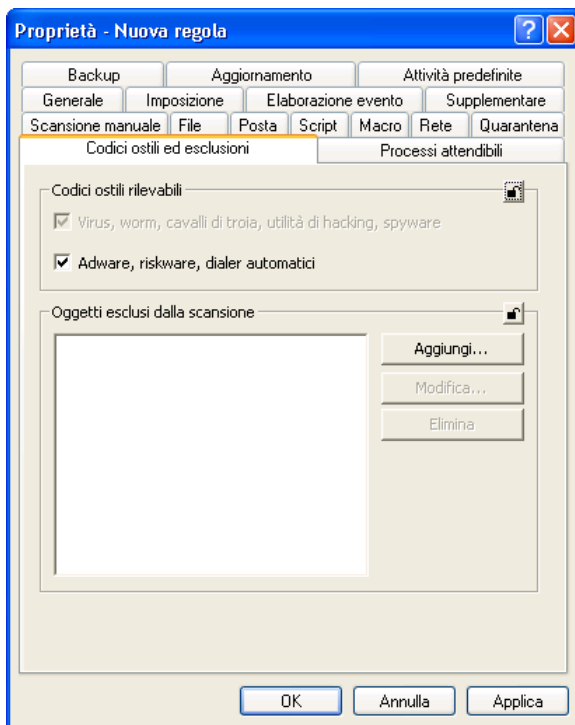 Proprietà - Nuova regola
Backup Aggiornamento Attività predefinite
Generale Imposizione Elaborazione evento Supplementare
Scansione manuale File Posta Script Macro Rete Quarantena
Codici ostili ed esclusioni Processi attendibili
Codici ostili rilevabili
Virus, worm, cavalli di troia, utilità di hacking, spyware
Adware, riskware, dialer automatici
Oggetti esclusi dalla scansione
Aggiungi...
Modifica...
Elimina
OK Annulla Applica